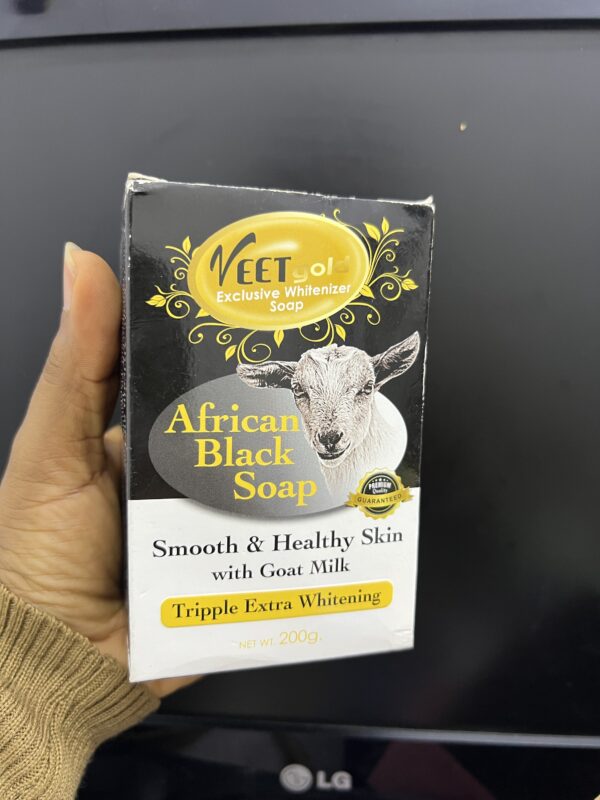 VEETgold
Exclusive Whitenizer
Soap
African
Black
Soap
PREMIUM
Quality
GUARANTEED
Smooth & Healthy Skin
with Goat Milk
Tripple Extra Whitening
NET WT. 200g.
LG